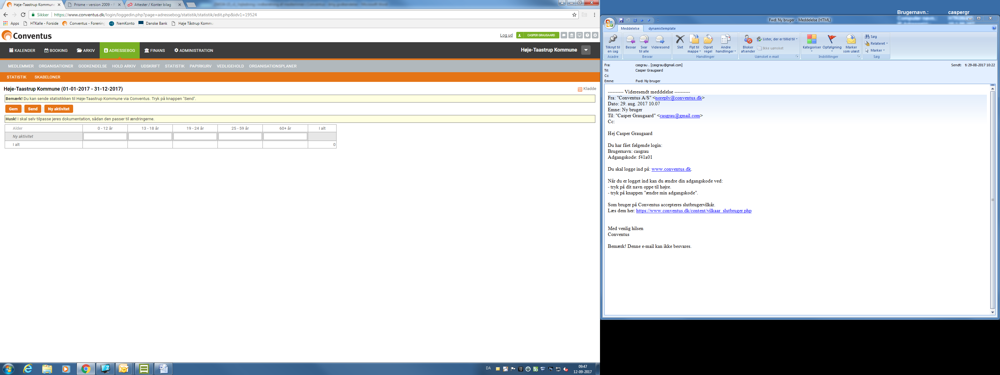 Høje-Taastrup Kommune
Prisme - version 2009 - F
Attester / Konter bilag
Sikker
https://www.conventus.dk/login/loggedin.php?page=adressebog/statistik/statistik/edit.php&idv1=19524
Apps
HTKalle - Forside
Conventus - Forening
NemKonto
Danske Bank
Høje Tåstrup Kommu
Conventus
Log ud
CASPER GRAUGAARD
KALENDER
BOOKING
ARKIV
ADRESSEBOG
FINANS
ADMINISTRATION
Høje-Taastrup Kommune
MEDLEMMER
ORGANISATIONER
GODKENDELSE
HOLD ARKIV
UDSKRIFT
STATISTIK
PAPIRKURV
VEDLIGEHOLD
ORGANISATIONSPLANER
STATISTIK
SKABELONER
Høje-Taastrup Kommune (01-01-2017 - 31-12-2017)
Kladde
Bemærk! Du kan sende statistikken til Høje-Taastrup Kommune via Conventus. Tryk på knappen "Send".
Gem
Send
Ny aktivitet
Husk! I skal selv tilpasse jeres dokumentation, sådan den passer til ændringerne.
Alder
0 - 12 år
13 - 18 år
19 - 24 år
25 - 59 år
60+ år
I alt
Ny aktivitet
I alt
0
DA
09:47
12-09-2017
Brugernavn.:
caspergr
Fwd: Ny bruger - Meddelelse (HTML)
Meddelelse
dynamictemplate
Tilknyt til en sag
Acadre
Besvar
Svar til alle
Videresend
Besvar
Slet
Flyt til mappe
Opret regel
Andre handlinger
Handlinger
Bloker afsender
Lister, der er tillid til
Ikke uønsket
Uønsket e-mail
Kategoriser
Opfølgning
Marker som ulæst
Indstillinger
Søg
Relateret
Marker
Søg
Fra:
casgrau . [casgrau@gmail.com]
Sendt: ti 29-08-2017 10:22
Til:
Casper Graugaard
Cc:
Emne:
Fwd: Ny bruger
---------- Videresendt meddelelse ----------
Fra: "Conventus A/S" <noreply@conventus.dk>
Dato: 29. aug. 2017 10.07
Emne: Ny bruger
Til: "Casper Graugaard" <casgrau@gmail.com>
Cc:
Hej Casper Graugaard
Du har fået følgende login:
Brugernavn: casgrau
Adgangskode: f41a01
Du skal logge ind på: www.conventus.dk.
Når du er logget ind kan du ændre din adgangskode ved:
- tryk på dit navn oppe til højre.
- tryk på knappen "ændre min adgangskode".
Som bruger på Conventus accepteres slutbrugervilkår.
Læs dem her: https://www.conventus.dk/content/vilkaar_slutbruger.php
Med venlig hilsen
Conventus
Bemærk! Denne e-mail kan ikke besvares.